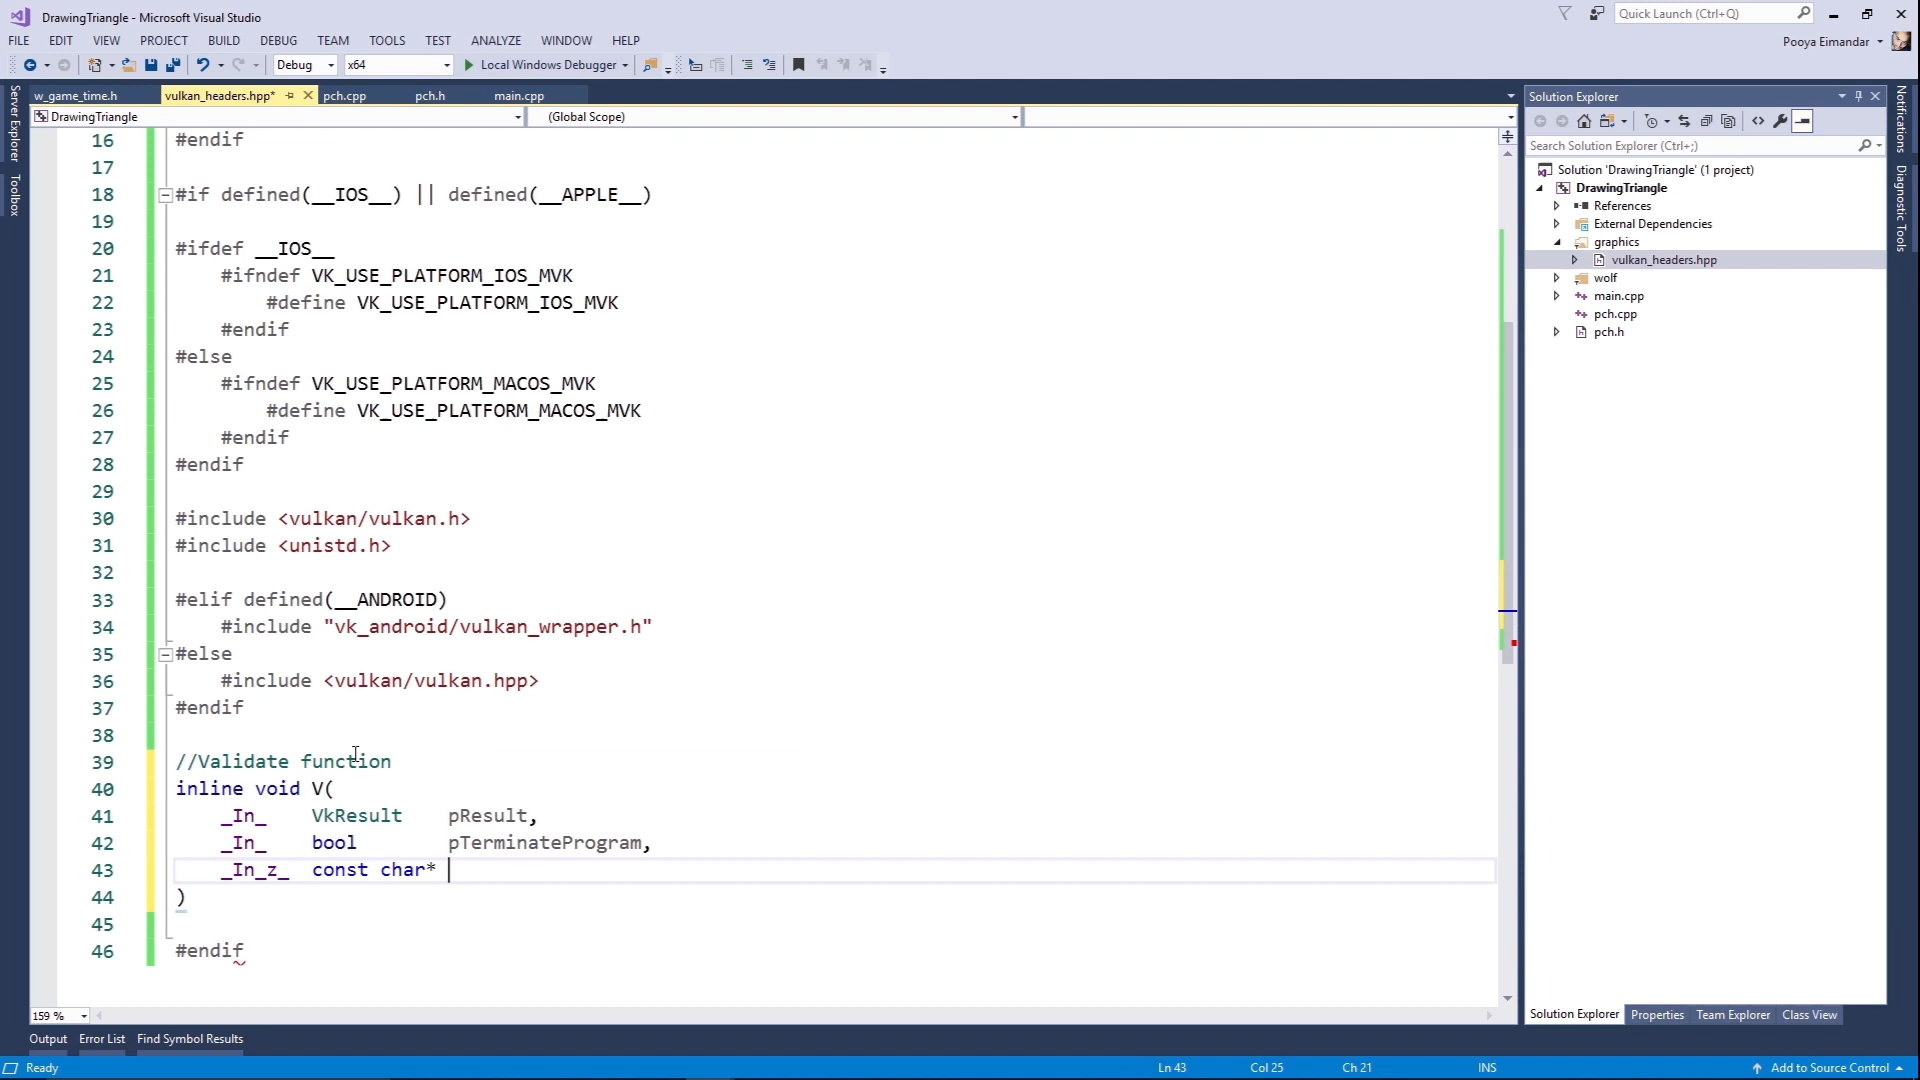 DrawingTriangle - Microsoft Visual Studio
Quick Launch (Ctrl+Q)
FILE EDIT VIEW PROJECT BUILD DEBUG TEAM TOOLS TEST ANALYZE WINDOW HELP
Pooya Eimandar
Debug x64 Local Windows Debugger
Server Explorer
Toolbox
w_game_time.h vulkan_headers.hpp* pch.cpp pch.h main.cpp
DrawingTriangle (Global Scope)
16 #endif
17
18 #if defined(__IOS__) || defined(__APPLE__)
19
20 #ifdef __IOS__
21 #ifndef VK_USE_PLATFORM_IOS_MVK
22 #define VK_USE_PLATFORM_IOS_MVK
23 #endif
24 #else
25 #ifndef VK_USE_PLATFORM_MACOS_MVK
26 #define VK_USE_PLATFORM_MACOS_MVK
27 #endif
28 #endif
29
30 #include <vulkan/vulkan.h>
31 #include <unistd.h>
32
33 #elif defined(__ANDROID)
34 #include "vk_android/vulkan_wrapper.h"
35 #else
36 #include <vulkan/vulkan.hpp>
37 #endif
38
39 //Validate function
40 inline void V(
41 _In_ VkResult pResult,
42 _In_ bool pTerminateProgram,
43 _In_z_ const char*
44 )
45
46 #endif
159 %
Solution Explorer
Search Solution Explorer (Ctrl+;)
Solution 'DrawingTriangle' (1 project)
DrawingTriangle
References
External Dependencies
graphics
vulkan_headers.hpp
wolf
main.cpp
pch.cpp
pch.h
Solution Explorer Properties Team Explorer Class View
Notifications
Diagnostic Tools
Output Error List Find Symbol Results
Ready Ln 43 Col 25 Ch 21 INS Add to Source Control